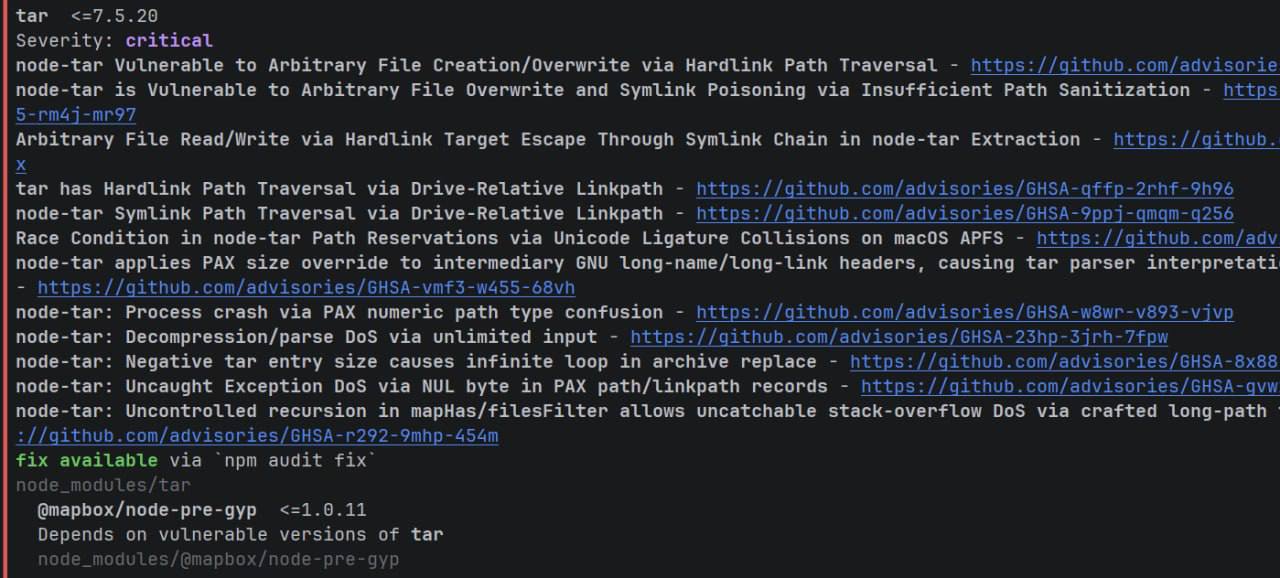 tar  <=7.5.20
Severity: critical
node-tar Vulnerable to Arbitrary File Creation/Overwrite via Hardlink Path Traversal - https://github.com/advisorie
node-tar is Vulnerable to Arbitrary File Overwrite and Symlink Poisoning via Insufficient Path Sanitization - https
5-rm4j-mr97
Arbitrary File Read/Write via Hardlink Target Escape Through Symlink Chain in node-tar Extraction - https://github.
x
tar has Hardlink Path Traversal via Drive-Relative Linkpath - https://github.com/advisories/GHSA-qffp-2rhf-9h96
node-tar Symlink Path Traversal via Drive-Relative Linkpath - https://github.com/advisories/GHSA-9ppj-qmqm-q256
Race Condition in node-tar Path Reservations via Unicode Ligature Collisions on macOS APFS - https://github.com/adv
node-tar applies PAX size override to intermediary GNU long-name/long-link headers, causing tar parser interpretati
- https://github.com/advisories/GHSA-vmf3-w455-68vh
node-tar: Process crash via PAX numeric path type confusion - https://github.com/advisories/GHSA-w8wr-v893-vjvp
node-tar: Decompression/parse DoS via unlimited input - https://github.com/advisories/GHSA-23hp-3jrh-7fpw
node-tar: Negative tar entry size causes infinite loop in archive replace - https://github.com/advisories/GHSA-8x88
node-tar: Uncaught Exception DoS via NUL byte in PAX path/linkpath records - https://github.com/advisories/GHSA-gvw
node-tar: Uncontrolled recursion in mapHas/filesFilter allows uncatchable stack-overflow DoS via crafted long-path
://github.com/advisories/GHSA-r292-9mhp-454m
fix available via `npm audit fix`
node_modules/tar
  @mapbox/node-pre-gyp  <=1.0.11
  Depends on vulnerable versions of tar
  node_modules/@mapbox/node-pre-gyp